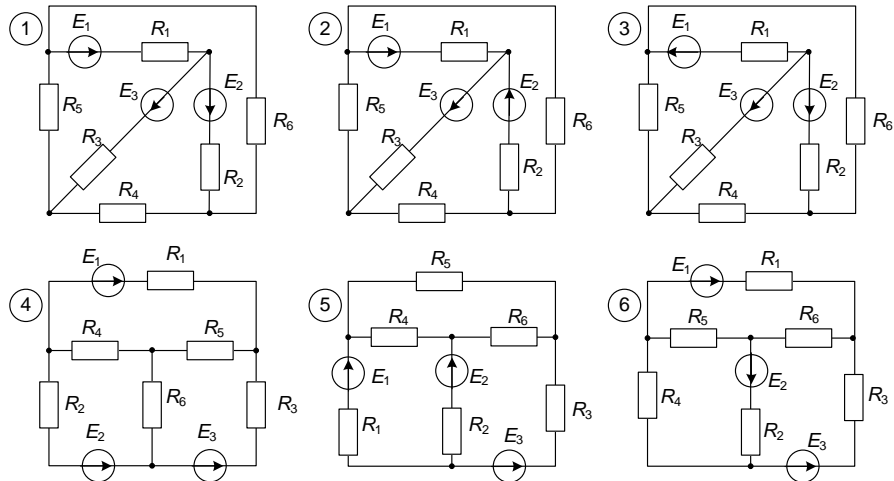 1 E1 R1 E3 E2 R5 R6 R3 R2 R4
2 E1 R1 E3 E2 R5 R6 R3 R2 R4
3 E1 R1 E3 E2 R5 R6 R3 R2 R4
4 E1 R1 R4 R5 R2 R6 R3 E2 E3
5 R5 R4 R6 E1 E2 R3 R1 R2 E3
6 E1 R1 R5 R6 E2 R4 R3 R2 E3